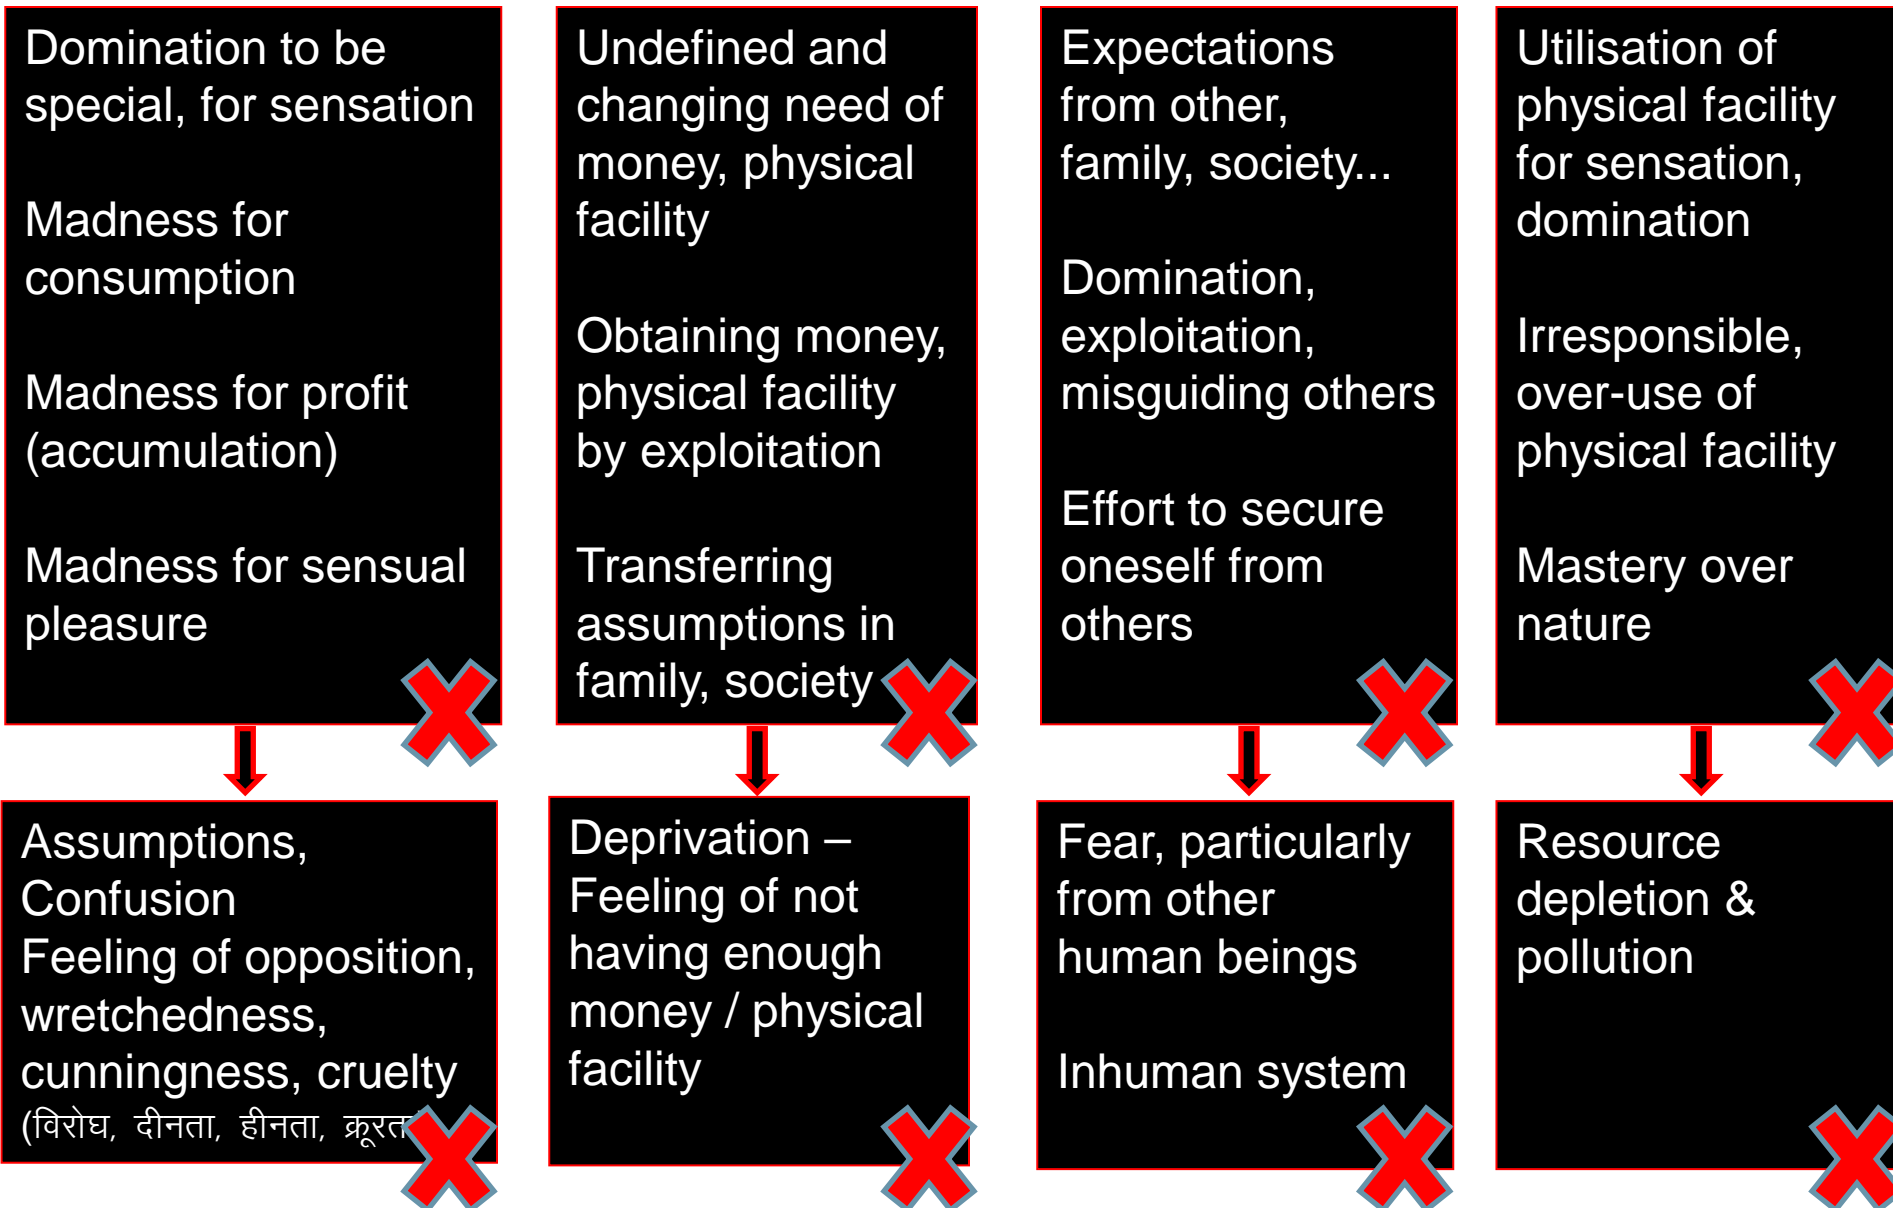 Domination to be
special, for sensation
Madness for
consumption
Madness for profit
(accumulation)
Madness for sensual
pleasure
Undefined and
changing need of
money, physical
facility
Obtaining money,
physical facility
by exploitation
Transferring
assumptions in
family, society
Expectations
from other,
family, society...
Domination,
exploitation,
misguiding others
Effort to secure
oneself from
others
Utilisation of
physical facility
for sensation,
domination
Irresponsible,
over-use of
physical facility
Mastery over
nature
Assumptions,
Confusion
Feeling of opposition,
wretchedness,
cunningness, cruelty
(विरोघ, दीनता, हीनता,
Deprivation –
Feeling of not
having enough
money / physical
facility
Fear, particularly
from other
human beings
Inhuman system
Resource
depletion &
pollution